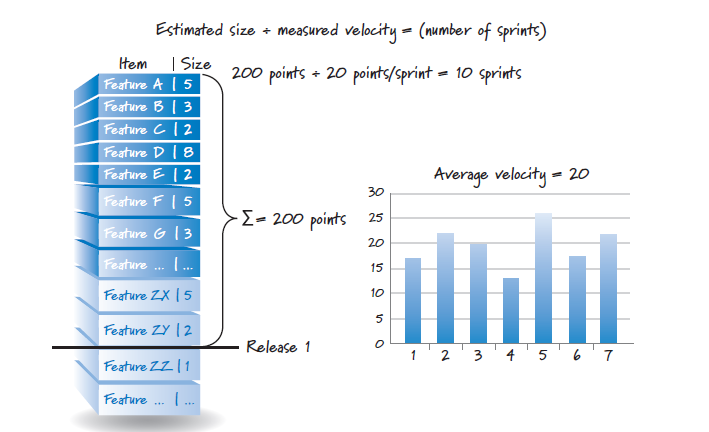 Estimated size ÷ measured velocity = (number of sprints)
Item | Size
200 points ÷ 20 points/sprint = 10 sprints
Feature A | 5
Feature B | 3
Feature C | 2
Feature D | 8
Feature E | 2
Feature F | 5
Feature G | 3
Feature ... | ...
Feature ZX | 5
Feature ZY | 2
Feature ZZ | 1
Feature ... | ...
Σ = 200 points
Release 1
Average velocity = 20
30
25
20
15
10
5
0
1 2 3 4 5 6 7